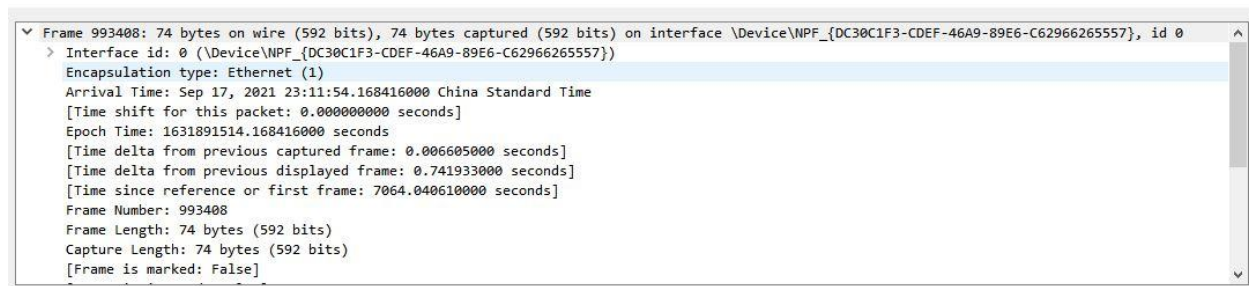 Frame 993408: 74 bytes on wire (592 bits), 74 bytes captured (592 bits) on interface \Device\NPF_{DC30C1F3-CDEF-46A9-89E6-C62966265557}, id 0
Interface id: 0 (\Device\NPF_{DC30C1F3-CDEF-46A9-89E6-C62966265557})
Encapsulation type: Ethernet (1)
Arrival Time: Sep 17, 2021 23:11:54.168416000 China Standard Time
[Time shift for this packet: 0.000000000 seconds]
Epoch Time: 1631891514.168416000 seconds
[Time delta from previous captured frame: 0.006605000 seconds]
[Time delta from previous displayed frame: 0.741933000 seconds]
[Time since reference or first frame: 7064.040610000 seconds]
Frame Number: 993408
Frame Length: 74 bytes (592 bits)
Capture Length: 74 bytes (592 bits)
[Frame is marked: False]